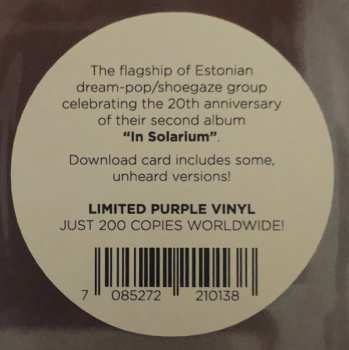 The flagship of Estonian
dream-pop/shoegaze group
celebrating the 20th anniversary
of their second album
“In Solarium”.
Download card includes some,
unheard versions!
LIMITED PURPLE VINYL
JUST 200 COPIES WORLDWIDE!
7 085272 210138